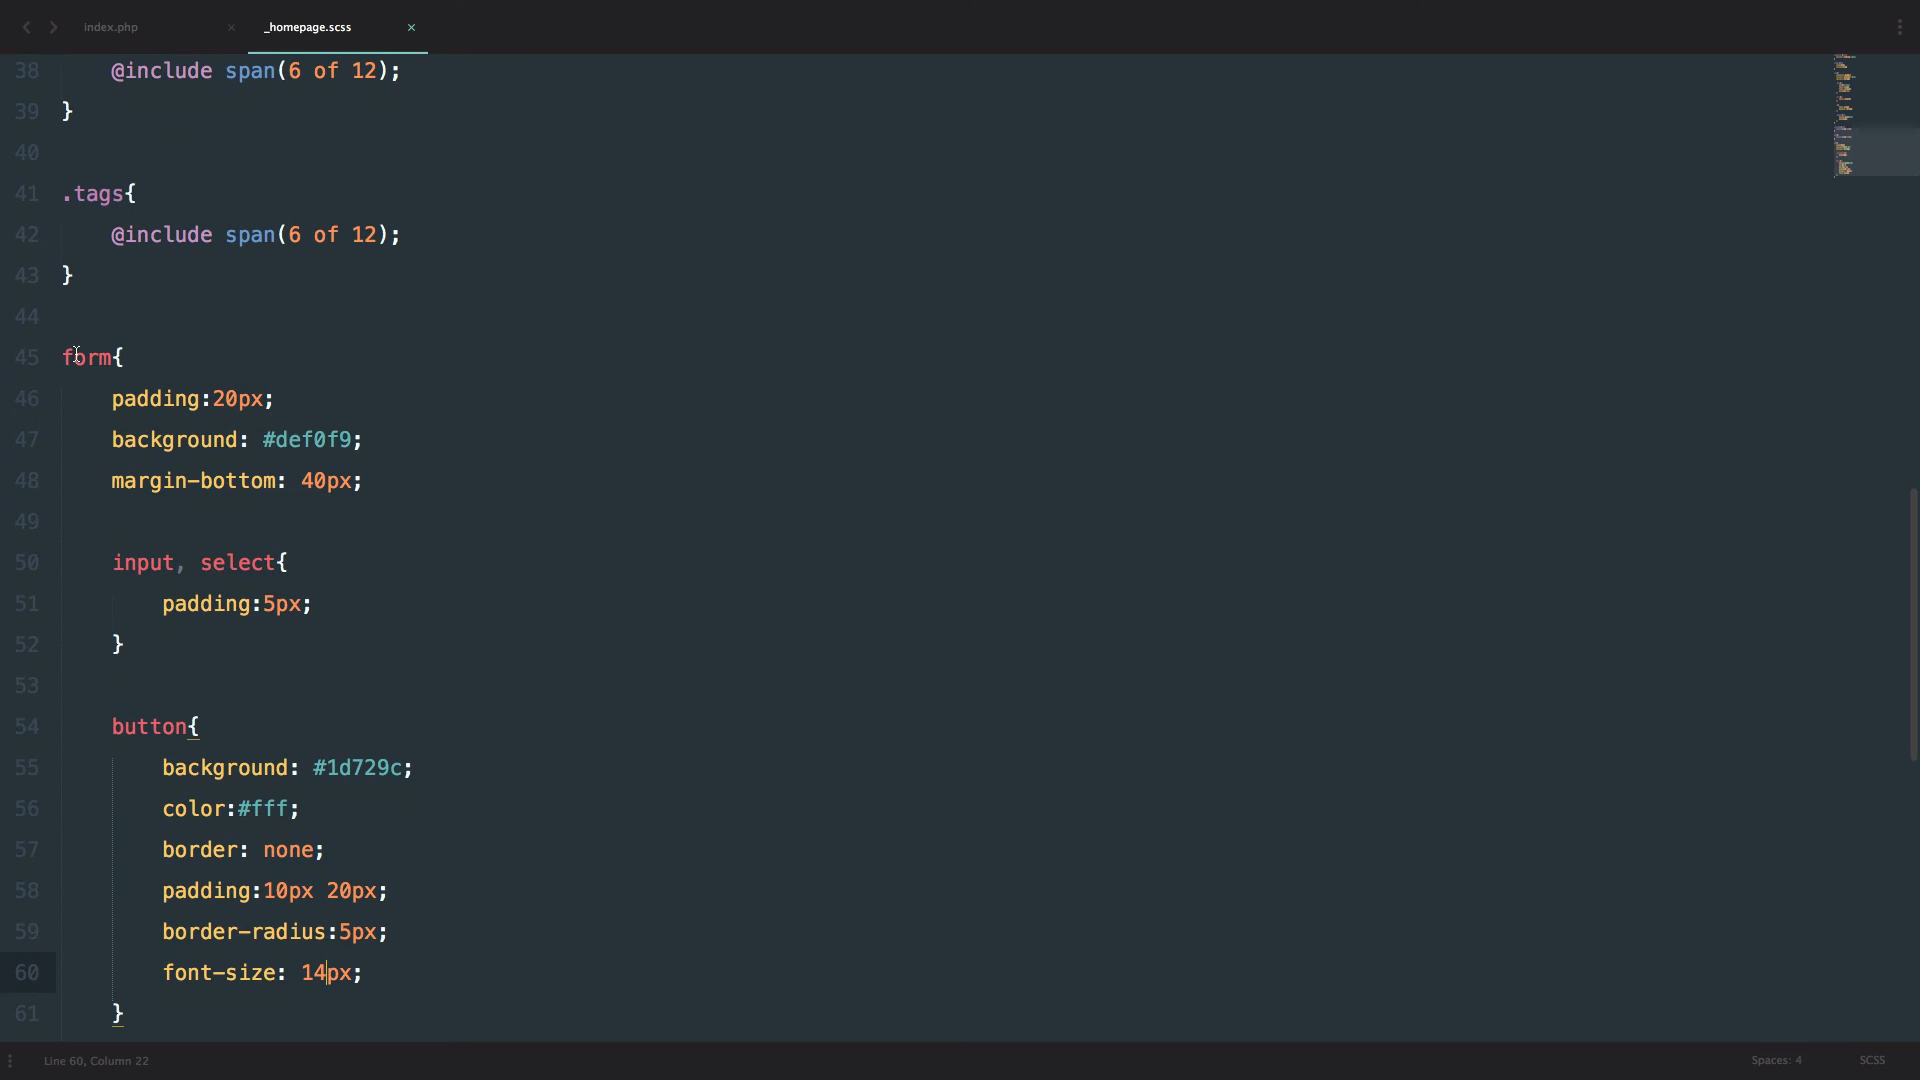 index.php × _homepage.scss ×
38 @include span(6 of 12);
39 }
40
41 .tags{
42 @include span(6 of 12);
43 }
44
45 form{
46 padding:20px;
47 background: #def0f9;
48 margin-bottom: 40px;
49
50 input, select{
51 padding:5px;
52 }
53
54 button{
55 background: #1d729c;
56 color:#fff;
57 border: none;
58 padding:10px 20px;
59 border-radius:5px;
60 font-size: 14px;
61 }
Line 60, Column 22 Spaces: 4 SCSS